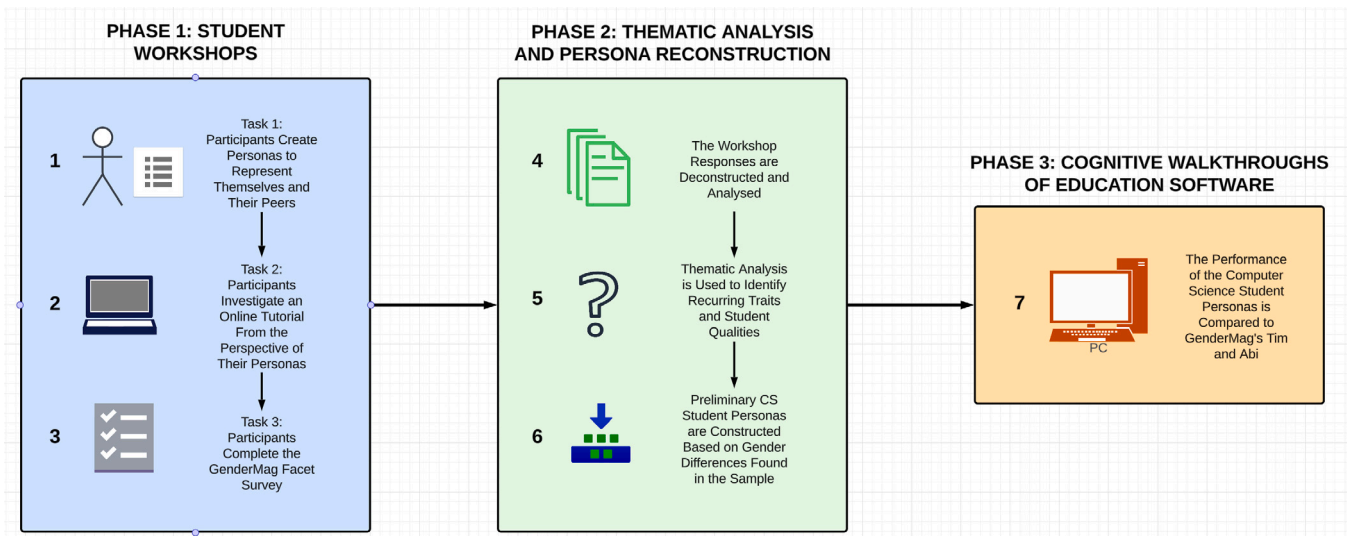 PHASE 1: STUDENT
WORKSHOPS
1
Task 1:
Participants Create
Personas to
Represent
Themselves and
Their Peers
2
Task 2:
Participants
Investigate an
Online Tutorial
From the
Perspective of
Their Personas
3
Task 3:
Participants
Complete the
GenderMag Facet
Survey
PHASE 2: THEMATIC ANALYSIS
AND PERSONA RECONSTRUCTION
4
The Workshop
Responses are
Deconstructed and
Analysed
5
Thematic Analysis
is Used to Identify
Recurring Traits
and Student
Qualities
6
Preliminary CS
Student Personas
are Constructed
Based on Gender
Differences Found
in the Sample
PHASE 3: COGNITIVE WALKTHROUGHS
OF EDUCATION SOFTWARE
7
PC
The Performance
of the Computer
Science Student
Personas is
Compared to
GenderMag's Tim
and Abi